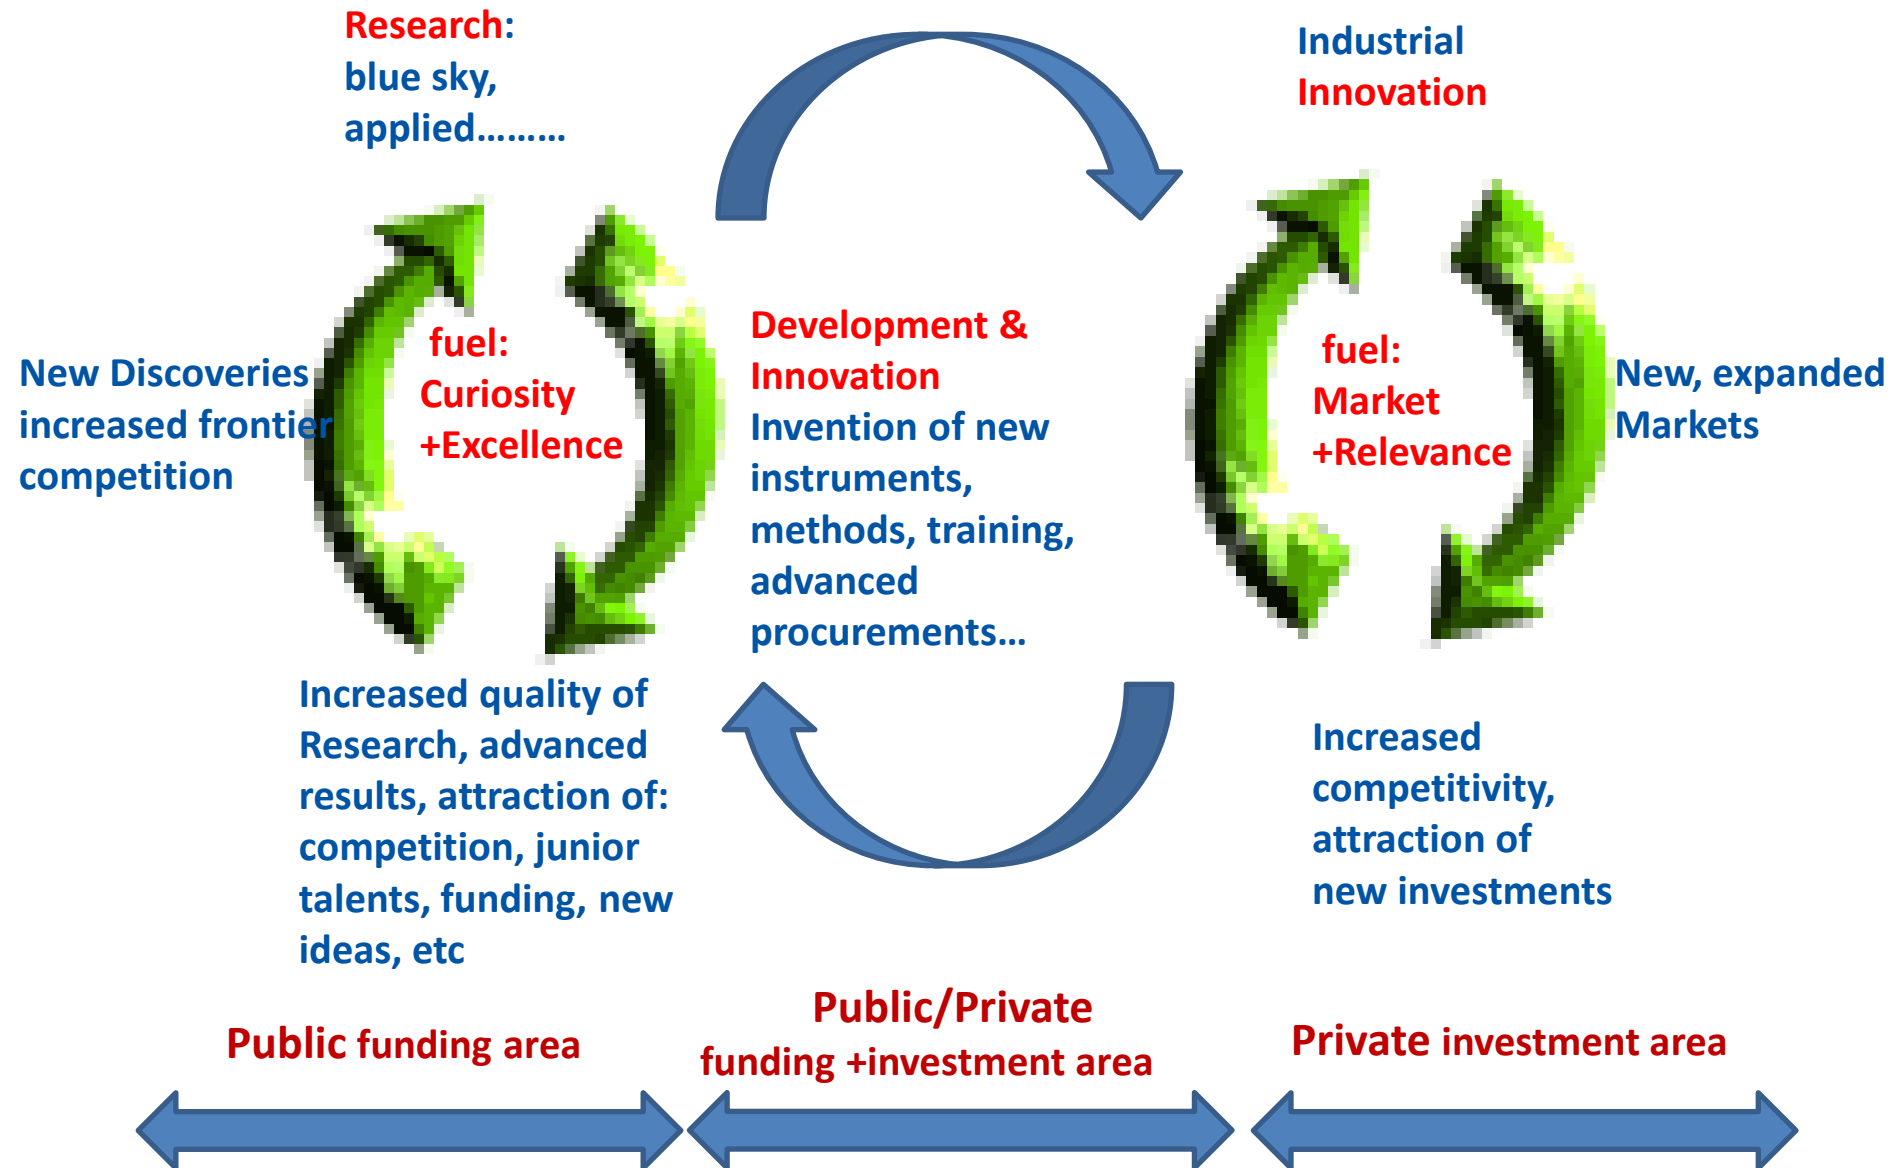 Research:
blue sky,
applied.........
Industrial
Innovation
New Discoveries
increased frontier
competition
fuel:
Curiosity
+Excellence
Development &
Innovation
Invention of new
instruments,
methods, training,
advanced
procurements...
fuel:
Market
+Relevance
New, expanded
Markets
Increased quality of
Research, advanced
results, attraction of:
competition, junior
talents, funding, new
ideas, etc
Increased
competitivity,
attraction of
new investments
Public funding area
Public/Private
funding +investment area
Private investment area